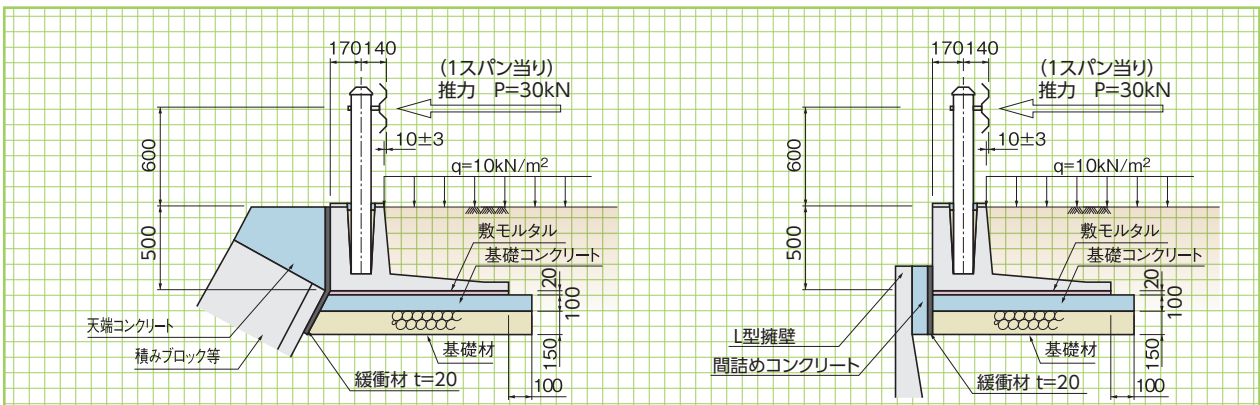 170 140
(1スパン当り)
推力 P=30kN
10±3
600
q=10kN/m²
500
敷モルタル
基礎コンクリート
20
100
天端コンクリート
積みブロック等
基礎材
150
緩衝材 t=20
100
170 140
(1スパン当り)
推力 P=30kN
10±3
600
q=10kN/m²
500
敷モルタル
基礎コンクリート
20
100
L型擁壁
間詰めコンクリート
基礎材
150
緩衝材 t=20
100